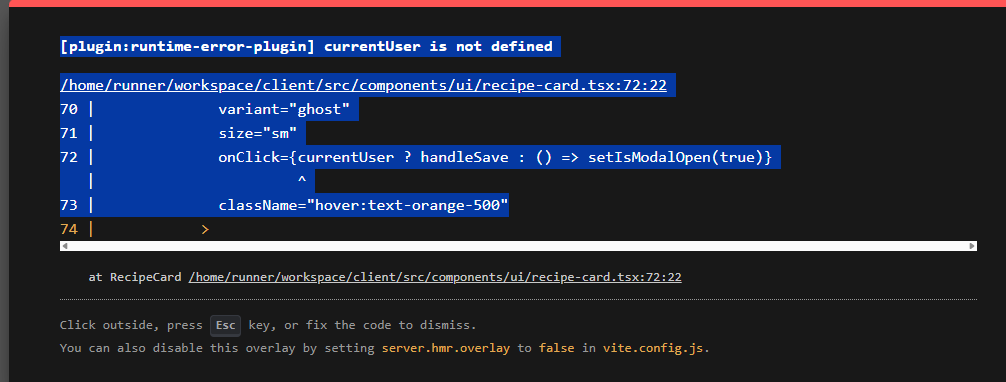 [plugin:runtime-error-plugin] currentUser is not defined
/home/runner/workspace/client/src/components/ui/recipe-card.tsx:72:22
70 |              variant="ghost"
71 |              size="sm"
72 |              onClick={currentUser ? handleSave : () => setIsModalOpen(true)}
   |                       ^
73 |              className="hover:text-orange-500"
74 |            >
at RecipeCard /home/runner/workspace/client/src/components/ui/recipe-card.tsx:72:22
Click outside, press Esc key, or fix the code to dismiss.
You can also disable this overlay by setting server.hmr.overlay to false in vite.config.js.